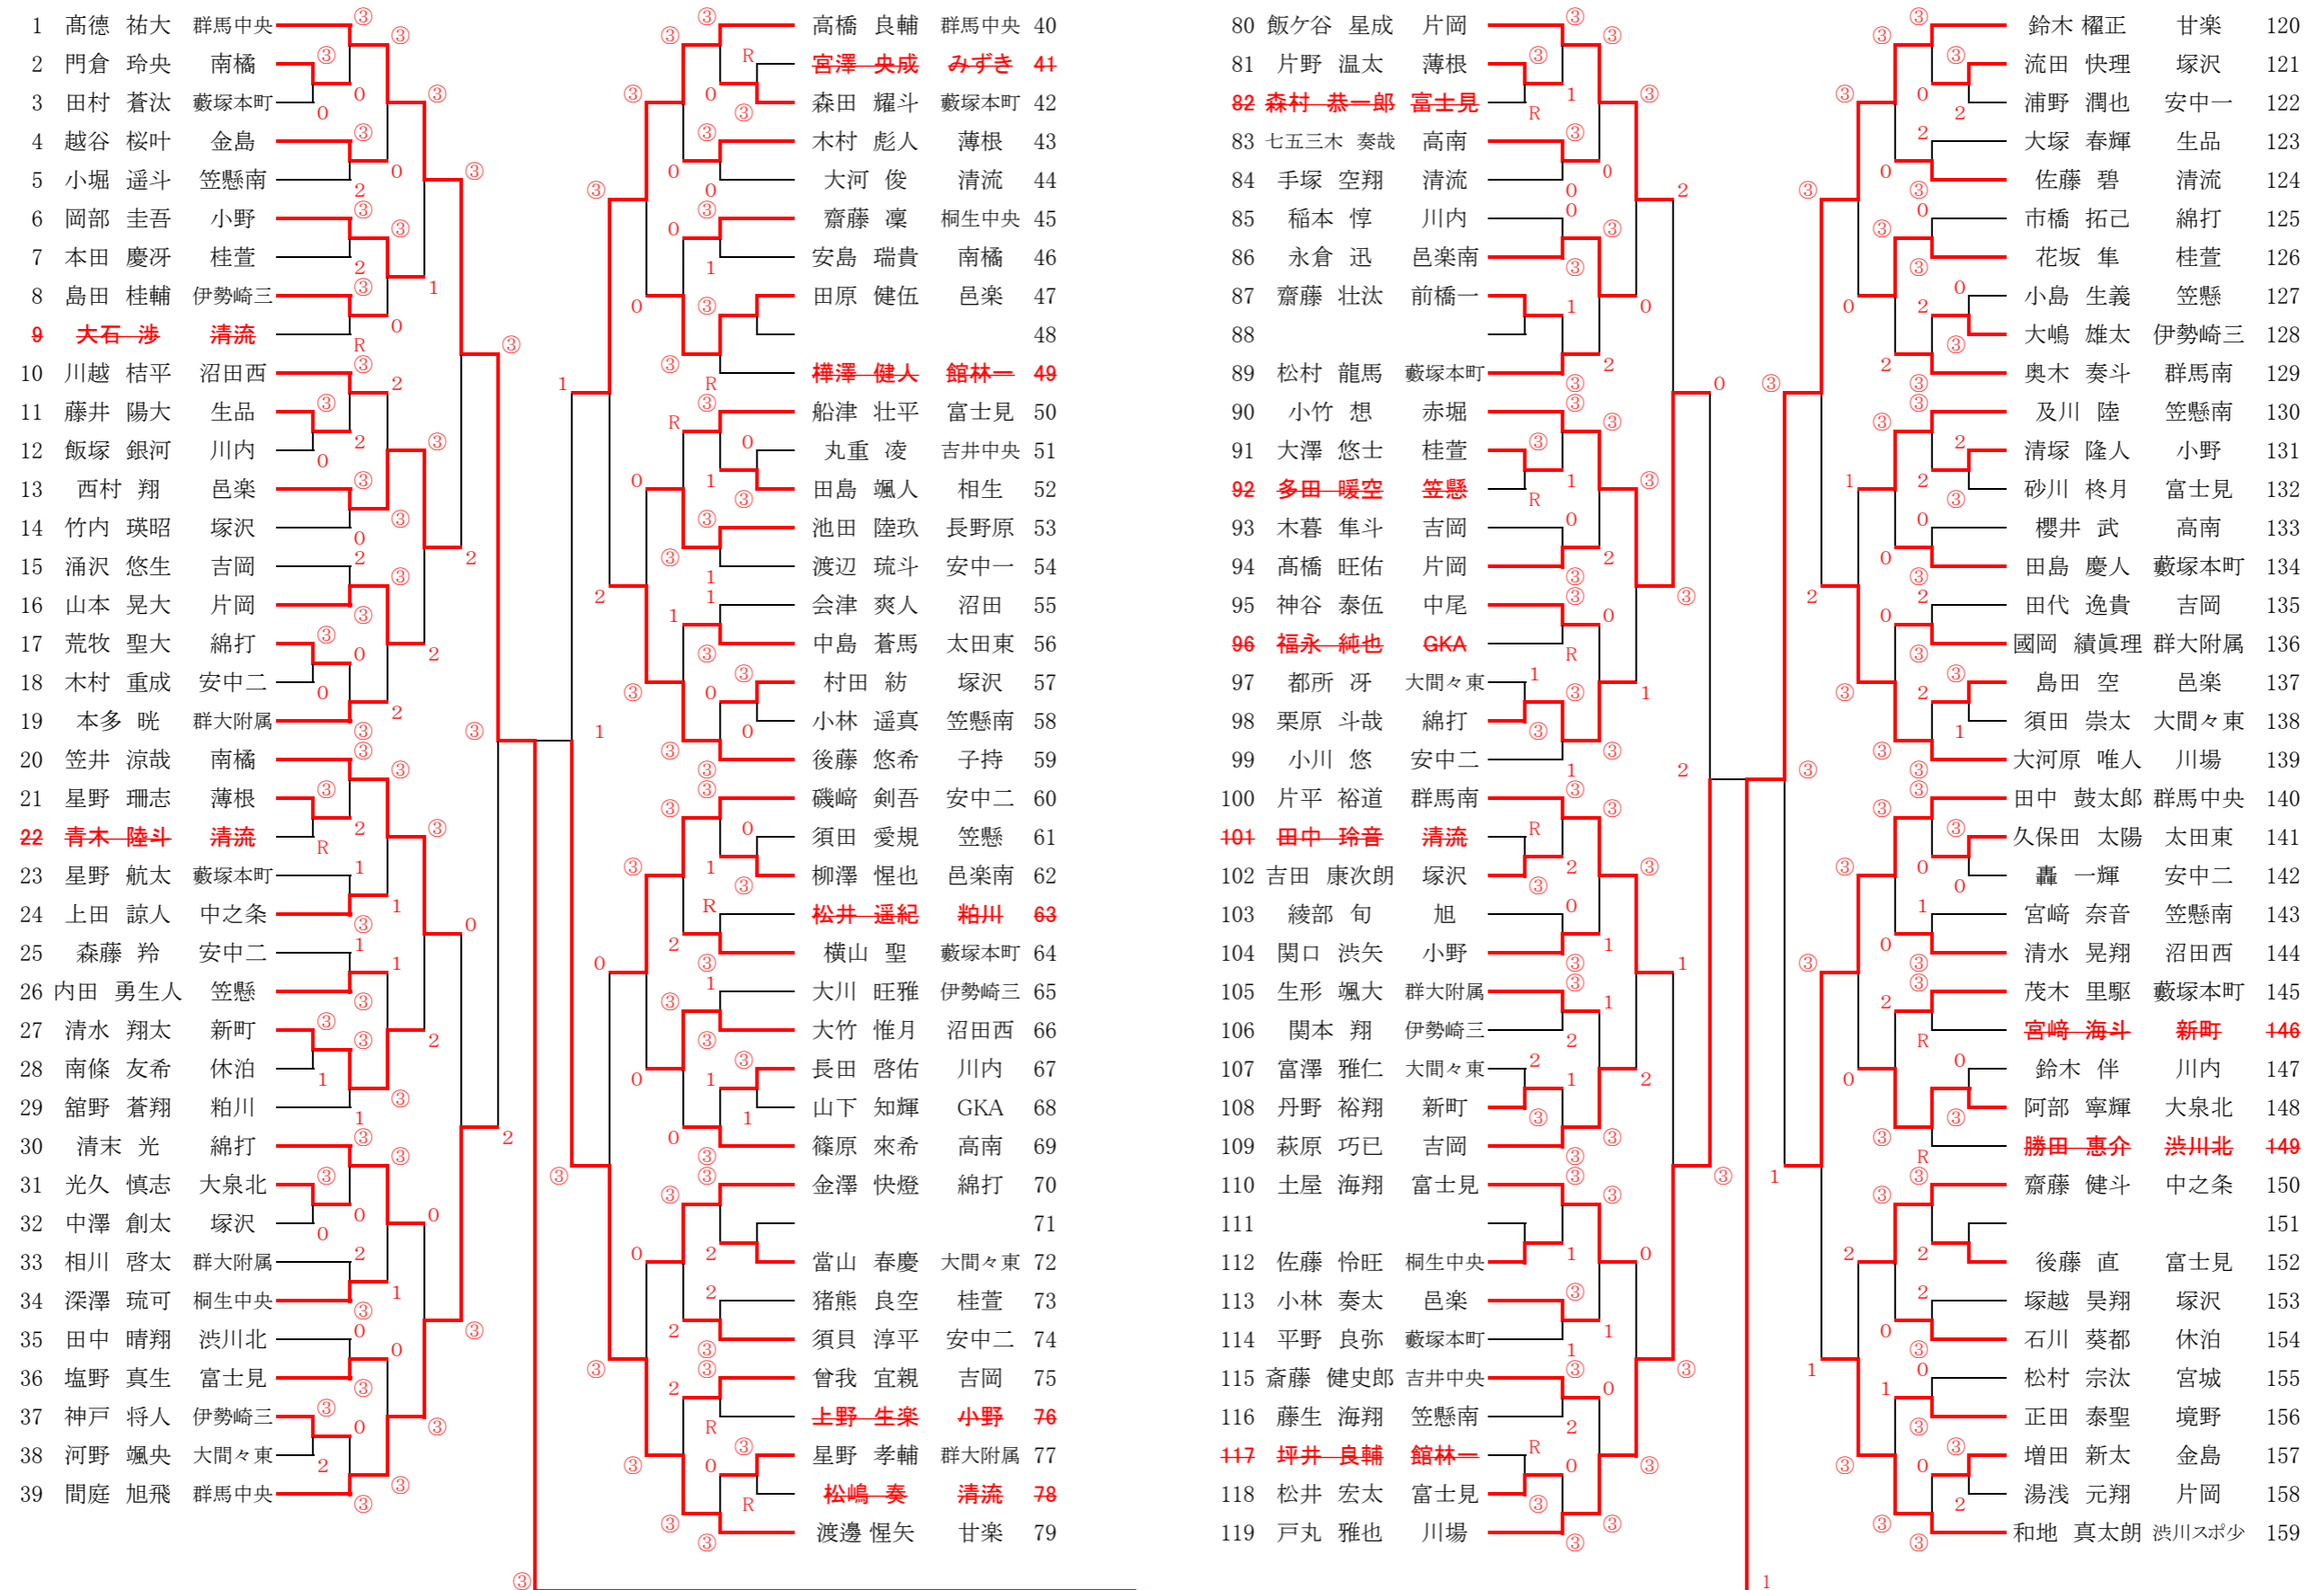 1 髙德 祐大 群馬中央
2 門倉 玲央 南橘
3 田村 蒼汰 藪塚本町
4 越谷 桜叶 金島
5 小堀 遥斗 笠懸南
6 岡部 圭吾 小野
7 本田 慶冴 桂萱
8 島田 桂輔 伊勢崎三
9 大石 渉 清流
10 川越 桔平 沼田西
11 藤井 陽大 生品
12 飯塚 銀河 川内
13 西村 翔 邑楽
14 竹内 瑛昭 塚沢
15 涌沢 悠生 吉岡
16 山本 晃大 片岡
17 荒牧 聖大 綿打
18 木村 重成 安中二
19 本多 晄 群大附属
20 笠井 涼哉 南橘
21 星野 珊志 薄根
22 青木 陸斗 清流
23 星野 航太 藪塚本町
24 上田 諒人 中之条
25 森藤 羚 安中二
26 内田 勇生人 笠懸
27 清水 翔太 新町
28 南條 友希 休泊
29 舘野 蒼翔 粕川
30 清末 光 綿打
31 光久 慎志 大泉北
32 中澤 創太 塚沢
33 相川 啓太 群大附属
34 深澤 琉可 桐生中央
35 田中 晴翔 渋川北
36 塩野 真生 富士見
37 神戸 将人 伊勢崎三
38 河野 颯央 大間々東
39 間庭 旭飛 群馬中央
高橋 良輔 群馬中央 40
宮澤 央成 みずき 41
森田 耀斗 藪塚本町 42
木村 彪人 薄根 43
大河 俊 清流 44
齋藤 凜 桐生中央 45
安島 瑞貴 南橘 46
田原 健伍 邑楽 47
48
樺澤 健人 館林一 49
船津 壮平 富士見 50
丸重 凌 吉井中央 51
田島 颯人 相生 52
池田 陸玖 長野原 53
渡辺 琉斗 安中一 54
会津 爽人 沼田 55
中島 蒼馬 太田東 56
村田 紡 塚沢 57
小林 遥真 笠懸南 58
後藤 悠希 子持 59
磯﨑 剣吾 安中二 60
須田 愛規 笠懸 61
柳澤 惺也 邑楽南 62
松井 遥紀 粕川 63
横山 聖 藪塚本町 64
大川 旺雅 伊勢崎三 65
大竹 惟月 沼田西 66
長田 啓佑 川内 67
山下 知輝 GKA 68
篠原 來希 高南 69
金澤 快燈 綿打 70
71
當山 春慶 大間々東 72
猪熊 良空 桂萱 73
須貝 淳平 安中二 74
曾我 宜親 吉岡 75
上野 生楽 小野 76
星野 孝輔 群大附属 77
松嶋 奏 清流 78
渡邊 惺矢 甘楽 79
80 飯ケ谷 星成 片岡
81 片野 温太 薄根
82 森村 恭一郎 富士見
83 七五三木 奏哉 高南
84 手塚 空翔 清流
85 稲本 惇 川内
86 永倉 迅 邑楽南
87 齋藤 壮汰 前橋一
88
89 松村 龍馬 藪塚本町
90 小竹 想 赤堀
91 大澤 悠士 桂萱
92 多田 暖空 笠懸
93 木暮 隼斗 吉岡
94 髙橋 旺佑 片岡
95 神谷 泰伍 中尾
96 福永 純也 GKA
97 都所 冴 大間々東
98 栗原 斗哉 綿打
99 小川 悠 安中二
100 片平 裕道 群馬南
101 田中 玲音 清流
102 吉田 康次朗 塚沢
103 綾部 旬 旭
104 関口 渋矢 小野
105 生形 颯大 群大附属
106 関本 翔 伊勢崎三
107 富澤 雅仁 大間々東
108 丹野 裕翔 新町
109 萩原 巧巳 吉岡
110 土屋 海翔 富士見
111
112 佐藤 怜旺 桐生中央
113 小林 奏太 邑楽
114 平野 良弥 藪塚本町
115 斎藤 健史郎 吉井中央
116 藤生 海翔 笠懸南
117 坪井 良輔 館林一
118 松井 宏太 富士見
119 戸丸 雅也 川場
鈴木 櫂正 甘楽 120
流田 快理 塚沢 121
浦野 潤也 安中一 122
大塚 春輝 生品 123
佐藤 碧 清流 124
市橋 拓己 綿打 125
花坂 隼 桂萱 126
小島 生義 笠懸 127
大嶋 雄太 伊勢崎三 128
奥木 奏斗 群馬南 129
及川 陸 笠懸南 130
清塚 隆人 小野 131
砂川 柊月 富士見 132
櫻井 武 高南 133
田島 慶人 藪塚本町 134
田代 逸貴 吉岡 135
國岡 績眞理 群大附属 136
島田 空 邑楽 137
須田 崇太 大間々東 138
大河原 唯人 川場 139
田中 鼓太郎 群馬中央 140
久保田 太陽 太田東 141
轟 一輝 安中二 142
宮﨑 奈音 笠懸南 143
清水 晃翔 沼田西 144
茂木 里駆 藪塚本町 145
宮﨑 海斗 新町 146
鈴木 伴 川内 147
阿部 寧輝 大泉北 148
勝田 惠介 渋川北 149
齋藤 健斗 中之条 150
151
後藤 直 富士見 152
塚越 昊翔 塚沢 153
石川 葵都 休泊 154
松村 宗汰 宮城 155
正田 泰聖 境野 156
増田 新太 金島 157
湯浅 元翔 片岡 158
和地 真太朗 渋川スポ少 159